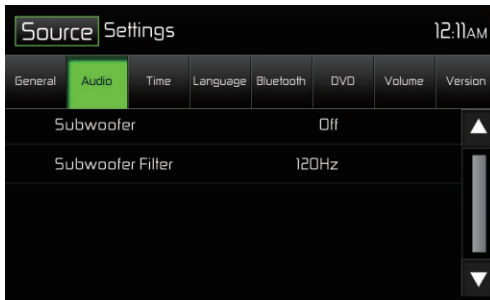 Source Settings 12:11AM
General Audio Time Language Bluetooth DVD Volume Version
Subwoofer Off
Subwoofer Filter 120Hz